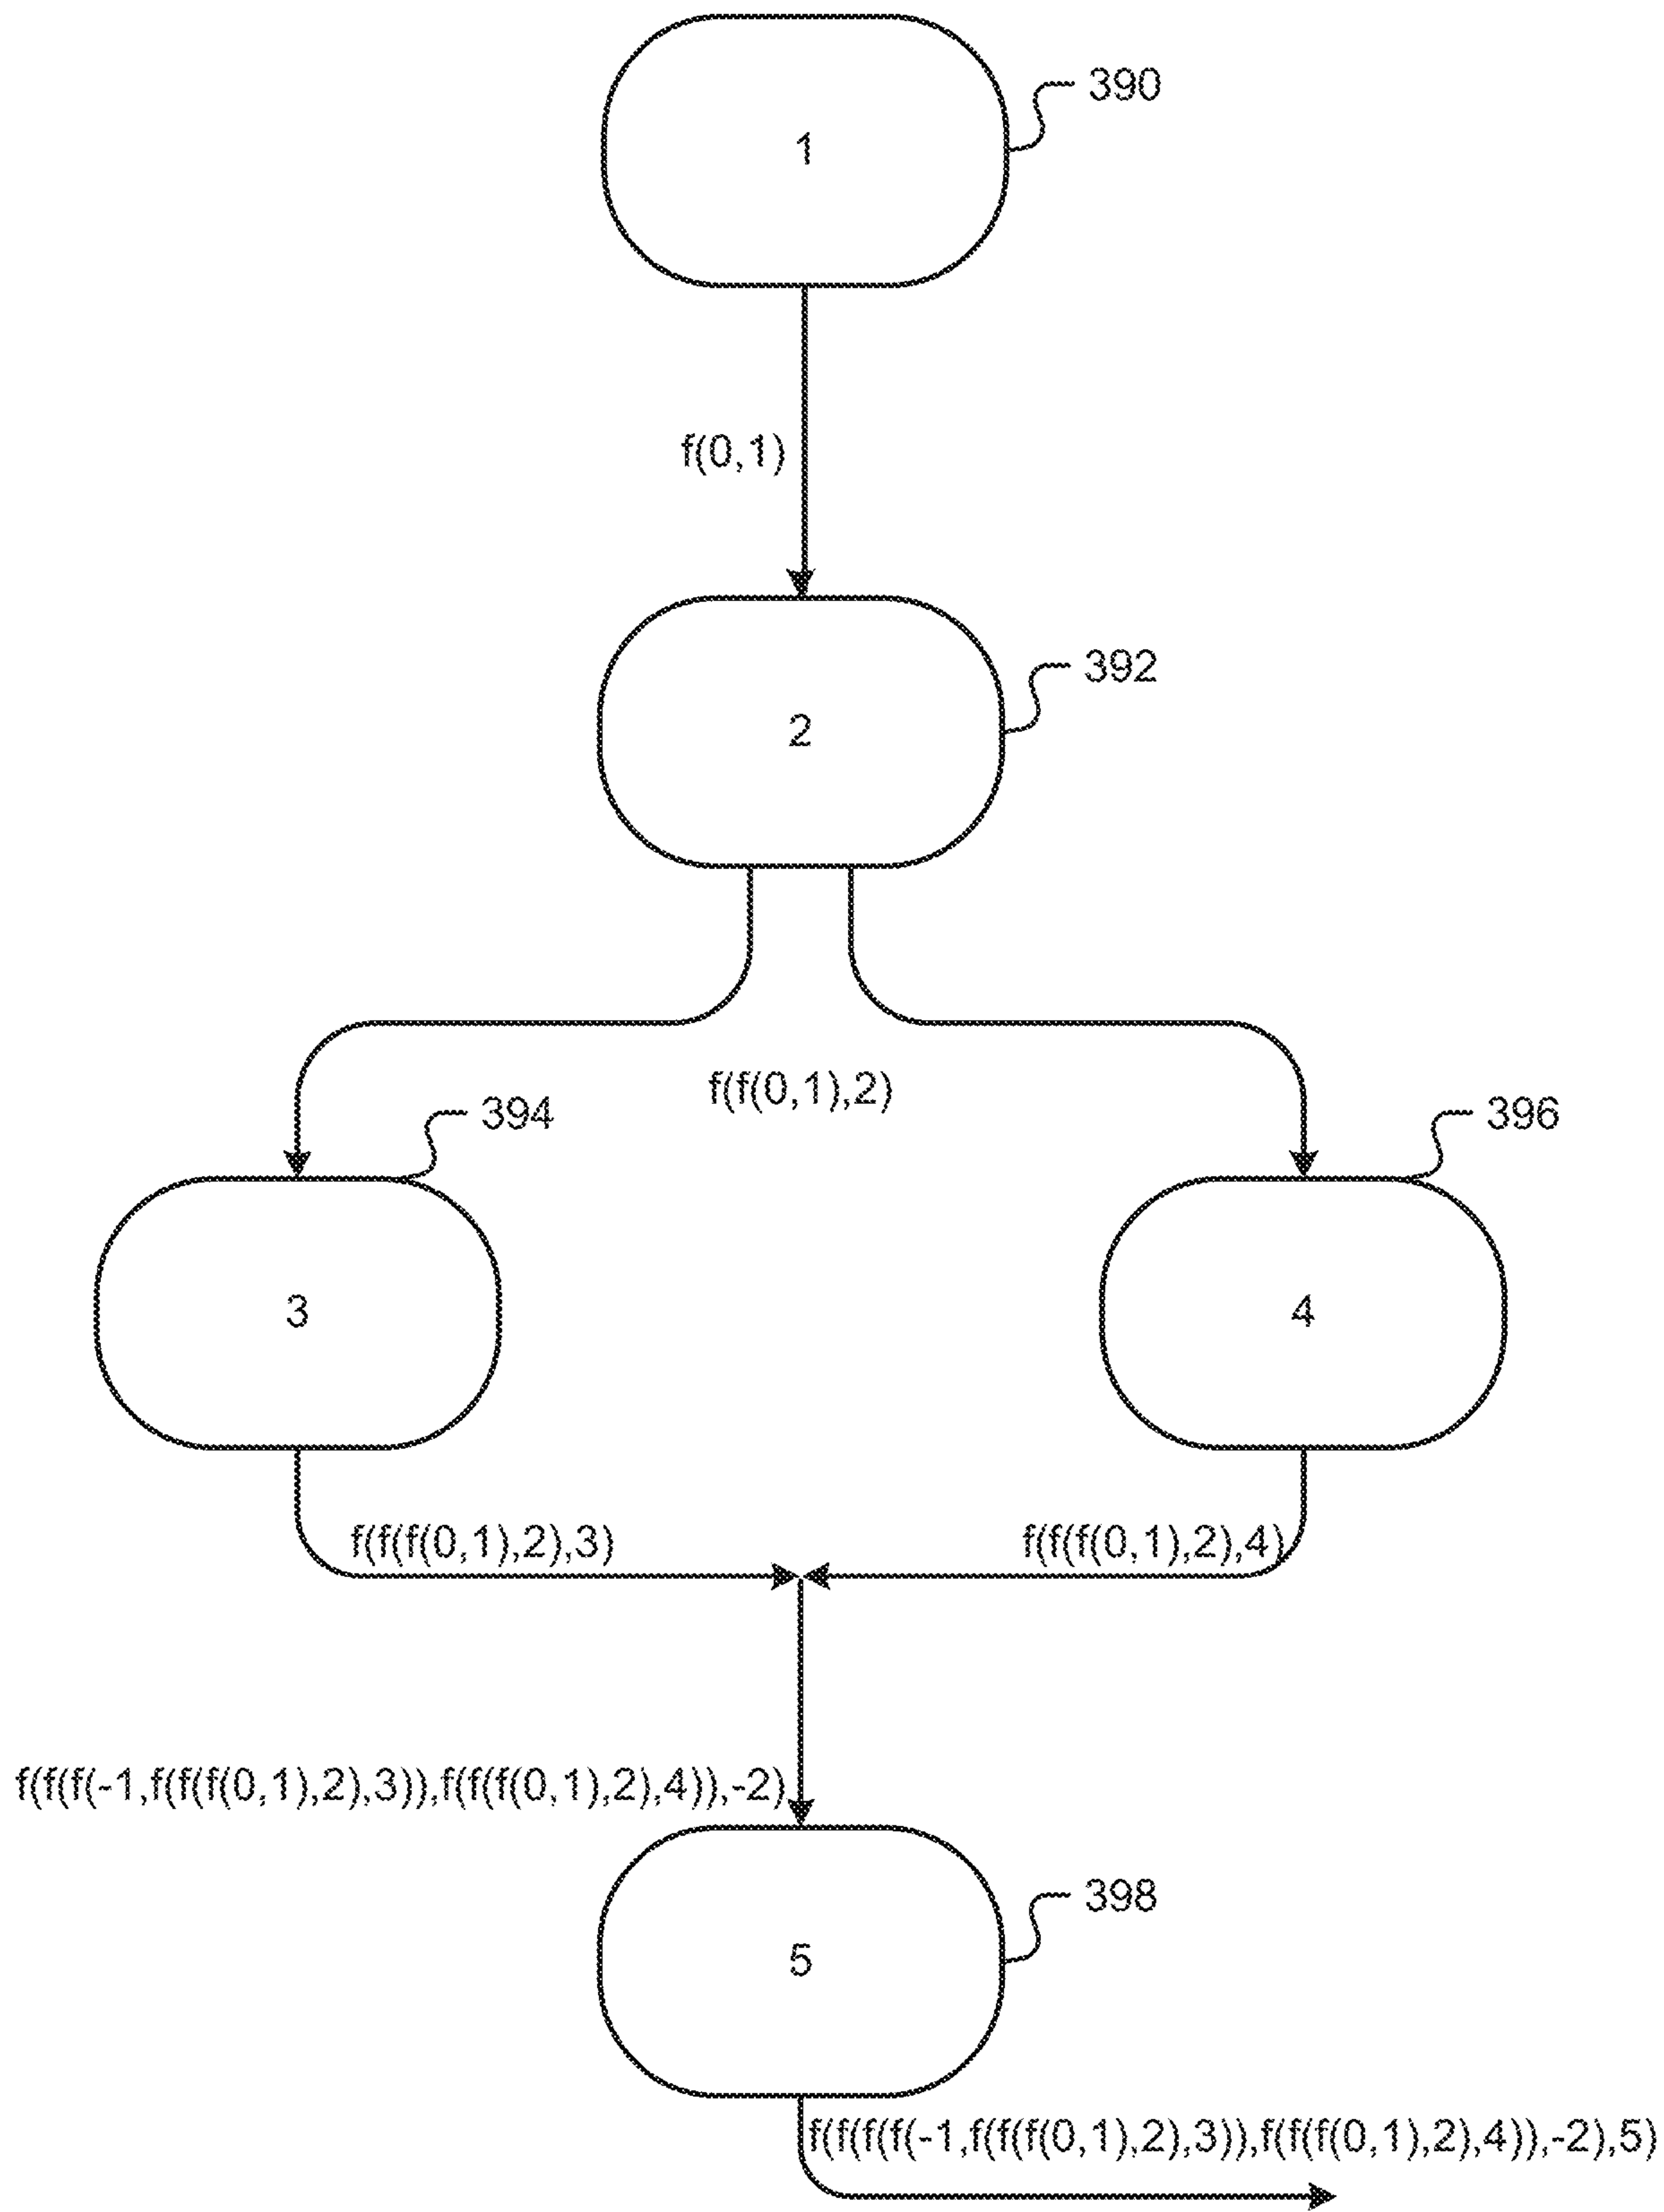 390
1
f(0,1)
392
2
f(f(0,1),2)
394
396
3
4
f(f(f(0,1),2),3)
f(f(f(0,1),2),4)
f(f(f(-1,f(f(f(0,1),2),3)),f(f(f(0,1),2),4)),-2)
398
5
f(f(f(f(-1,f(f(f(0,1),2),3)),f(f(f(0,1),2),4)),-2),5)